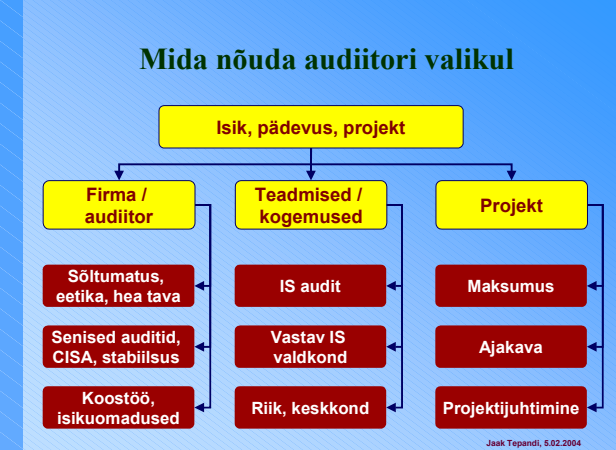 Mida nõuda audiitori valikul
Isik, pädevus, projekt
Firma /
audiitor
Teadmised /
kogemused
Projekt
Sõltumatus,
eetika, hea tava
IS audit
Maksumus
Senised auditid,
CISA, stabiilsus
Vastav IS
valdkond
Ajakava
Koostöö,
isikuomadused
Riik, keskkond
Projektijuhtimine
Jaak Tepandi, 5.02.2004